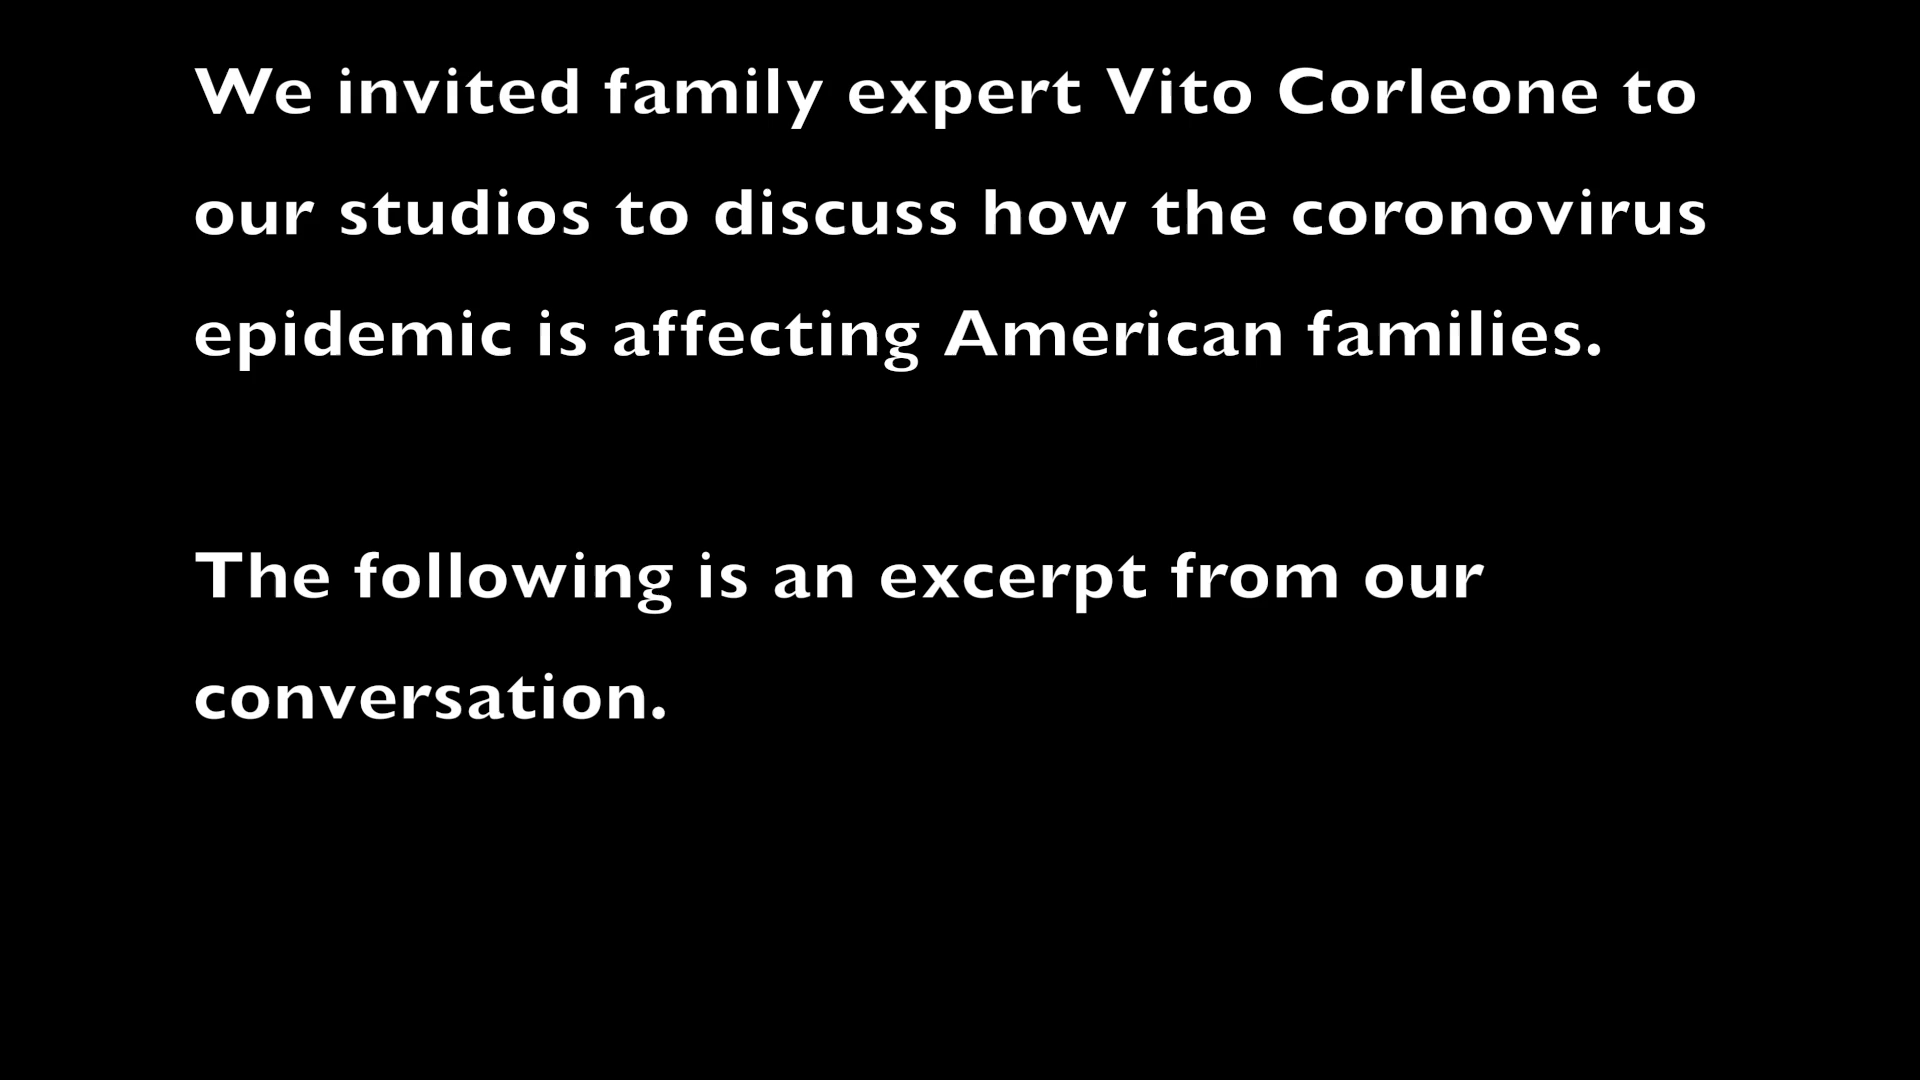 We invited family expert Vito Corleone to
our studios to discuss how the coronovirus
epidemic is affecting American families.
The following is an excerpt from our
conversation.